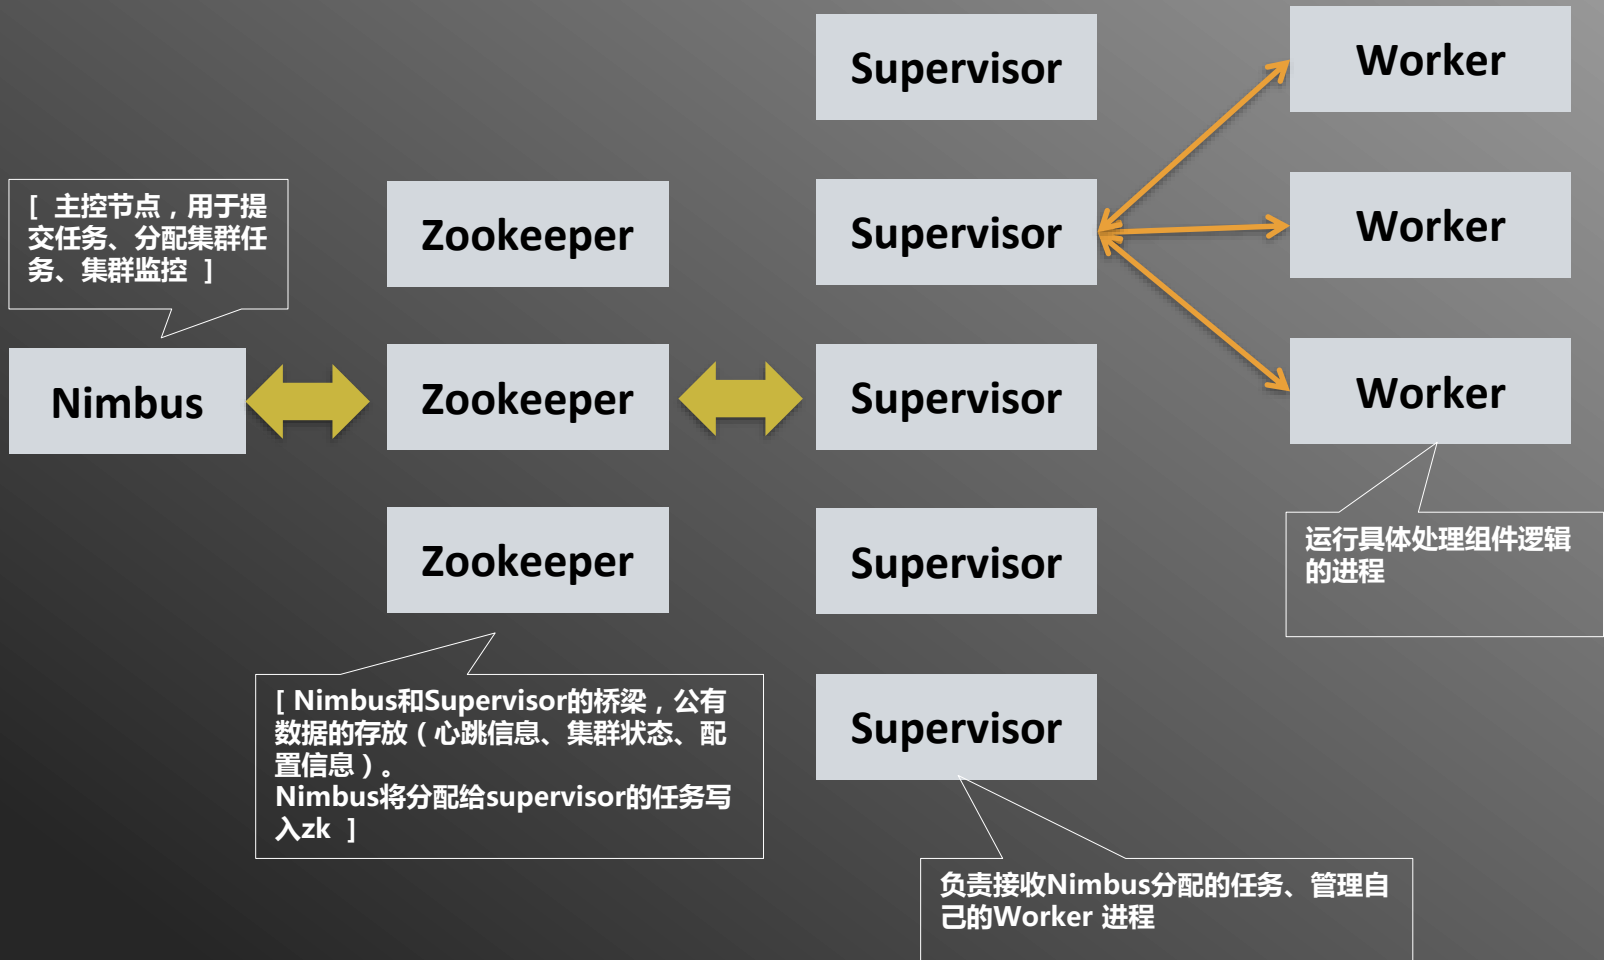 Supervisor
Worker
[ 主控节点，用于提
交任务、分配集群任
务、集群监控 ]
Zookeeper
Supervisor
Worker
Nimbus
Zookeeper
Supervisor
Worker
Zookeeper
Supervisor
运行具体处理组件逻辑
的进程
[ Nimbus和Supervisor的桥梁，公有
数据的存放（心跳信息、集群状态、配
置信息）。
Nimbus将分配给supervisor的任务写
入zk ]
Supervisor
负责接收Nimbus分配的任务、管理自
己的Worker 进程